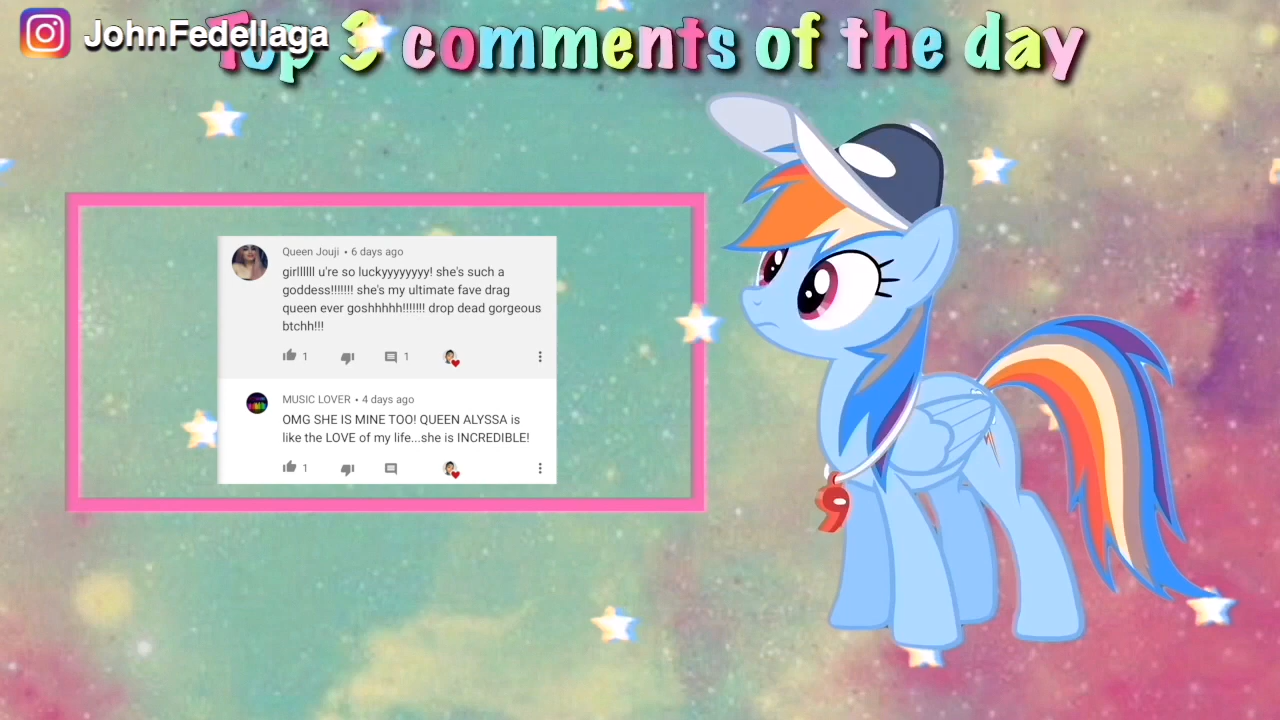 JohnFedellaga
Top 3 comments of the day
Queen Jouji • 6 days ago
girllllll u're so luckyyyyyyyy! she's such a
goddess!!!!!!! she's my ultimate fave drag
queen ever goshhhhh!!!!!!! drop dead gorgeous
btchh!!!
1
1
MUSIC LOVER • 4 days ago
OMG SHE IS MINE TOO! QUEEN ALYSSA is
like the LOVE of my life...she is INCREDIBLE!
1